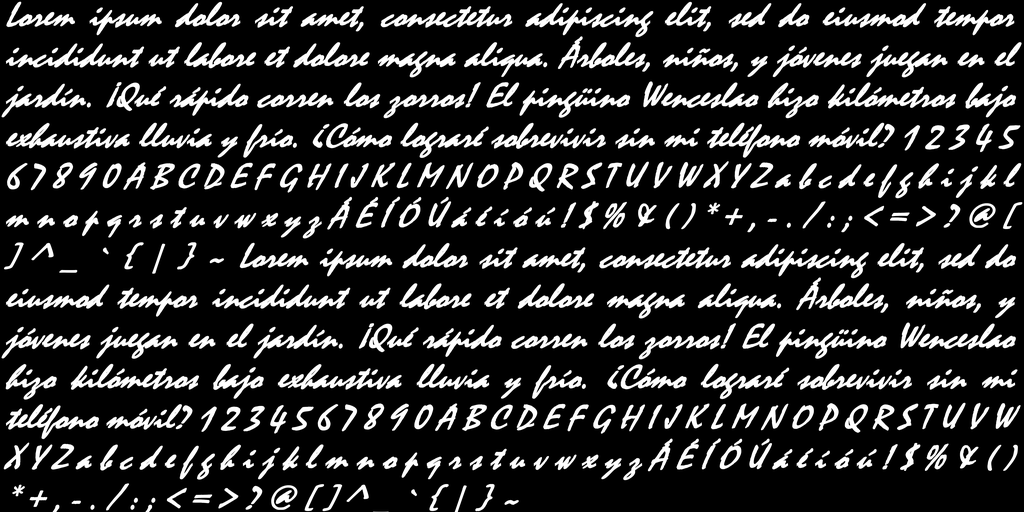 Lorem ipsum dolor sit amet, consectetur adipiscing elit, sed do eiusmod tempor
incididunt ut labore et dolore magna aliqua. Árboles, niños, y jóvenes juegan en el
jardín. ¡Qué rápido corren los zorros! El pingüino Wenceslao hizo kilómetros bajo
exhaustiva lluvia y frío. ¿Cómo lograré sobrevivir sin mi teléfono móvil? 1 2 3 4 5
6 7 8 9 0 A B C D E F G H I J K L M N O P Q R S T U V W X Y Z a b c d e f g h i j k l
m n o p q r s t u v w x y z Á É Í Ó Ú á é í ó ú ! $ % & ( ) * + , - . / : ; < = > ? @ [
] ^ _ ` { | } ~ Lorem ipsum dolor sit amet, consectetur adipiscing elit, sed do
eiusmod tempor incididunt ut labore et dolore magna aliqua. Árboles, niños, y
jóvenes juegan en el jardín. ¡Qué rápido corren los zorros! El pingüino Wenceslao
hizo kilómetros bajo exhaustiva lluvia y frío. ¿Cómo lograré sobrevivir sin mi
teléfono móvil? 1 2 3 4 5 6 7 8 9 0 A B C D E F G H I J K L M N O P Q R S T U V W
X Y Z a b c d e f g h i j k l m n o p q r s t u v w x y z Á É Í Ó Ú á é í ó ú ! $ % & ( )
* + , - . / : ; < = > ? @ [ ] ^ _ ` { | } ~